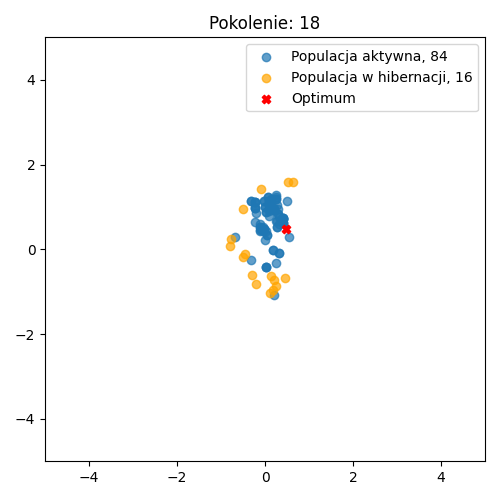 Pokolenie: 18
Populacja aktywna, 84
Populacja w hibernacji, 16
Optimum
4
2
0
−2
−4
−4
−2
0
2
4